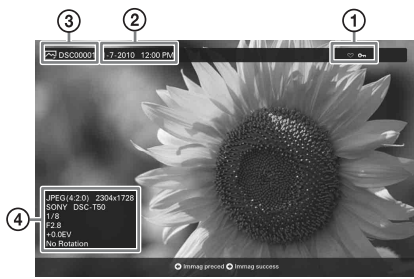 ③ ② ①
DSC00001 -7-2010 12:00 PM
④
JPEG(4:2:0) 2304x1728
SONY DSC-T50
1/8
F2.8
+0.0EV
No Rotation
Immag preced Immag success